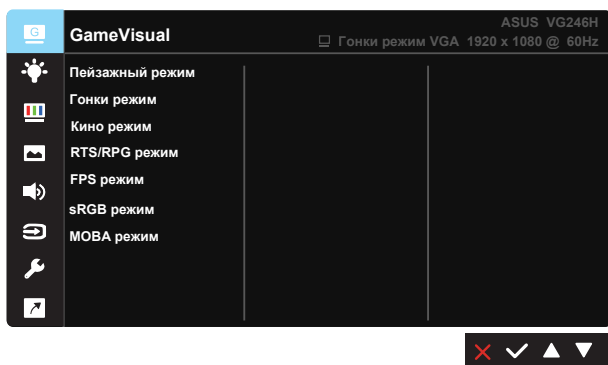 G
GameVisual
ASUS VG246H
Гонки режим VGA 1920 x 1080 @ 60Hz
Пейзажный режим
Гонки режим
Кино режим
RTS/RPG режим
FPS режим
sRGB режим
MOBA режим